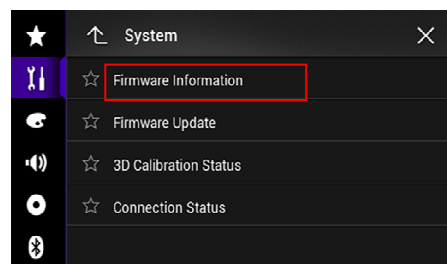 System
Firmware Information
Firmware Update
3D Calibration Status
Connection Status